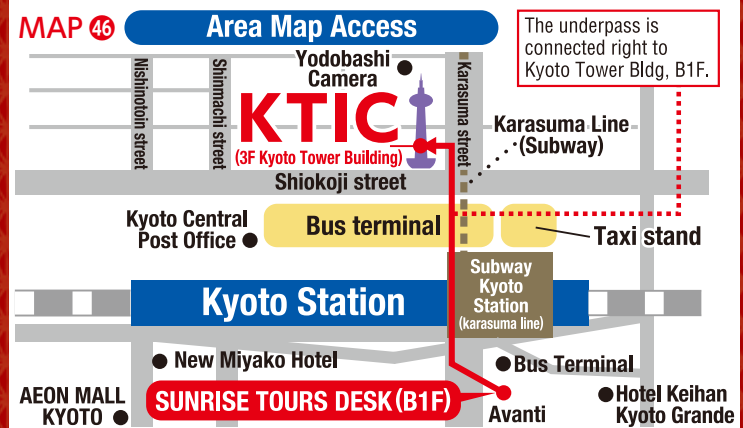 MAP 46
Area Map Access
The underpass is
connected right to
Kyoto Tower Bldg, B1F.
Nishinotoin street
Shinmachi street
Yodobashi
Camera
Karasuma street
KTIC
(3F Kyoto Tower Building)
Karasuma Line
(Subway)
Shiokoji street
Kyoto Central
Post Office
Bus terminal
Taxi stand
Subway
Kyoto
Station
(karasuma line)
Kyoto Station
New Miyako Hotel
Bus Terminal
AEON MALL
KYOTO
SUNRISE TOURS DESK (B1F)
Avanti
Hotel Keihan
Kyoto Grande